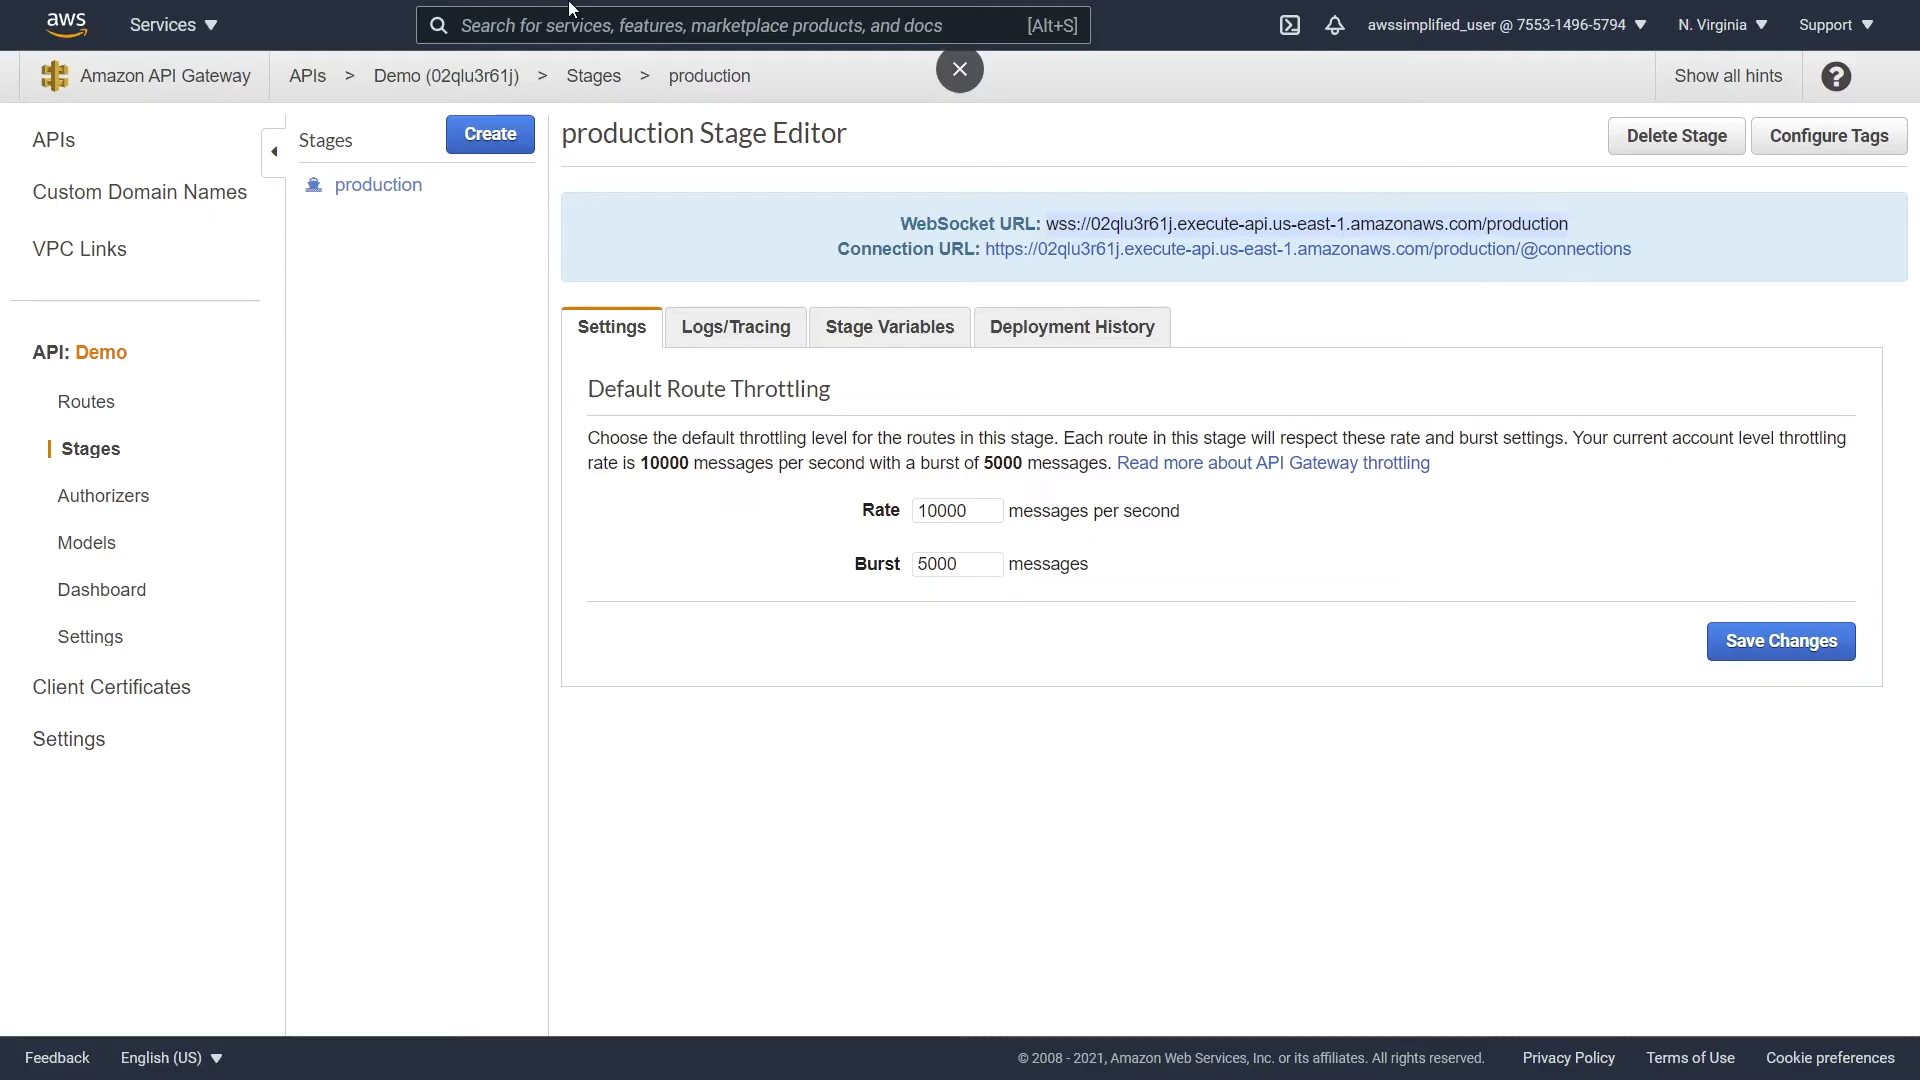 aws
Services
Search for services, features, marketplace products, and docs [Alt+S]
awssimplified_user @ 7553-1496-5794
N. Virginia
Support
Amazon API Gateway
APIs > Demo (02qlu3r61j) > Stages > production
Show all hints
?
APIs
Custom Domain Names
VPC Links
API: Demo
Routes
Stages
Authorizers
Models
Dashboard
Settings
Client Certificates
Settings
Stages
Create
production
production Stage Editor
Delete Stage
Configure Tags
WebSocket URL: wss://02qlu3r61j.execute-api.us-east-1.amazonaws.com/production
Connection URL: https://02qlu3r61j.execute-api.us-east-1.amazonaws.com/production/@connections
Settings
Logs/Tracing
Stage Variables
Deployment History
Default Route Throttling
Choose the default throttling level for the routes in this stage. Each route in this stage will respect these rate and burst settings. Your current account level throttling
rate is 10000 messages per second with a burst of 5000 messages. Read more about API Gateway throttling
Rate 10000 messages per second
Burst 5000 messages
Save Changes
Feedback
English (US)
© 2008 - 2021, Amazon Web Services, Inc. or its affiliates. All rights reserved.
Privacy Policy
Terms of Use
Cookie preferences